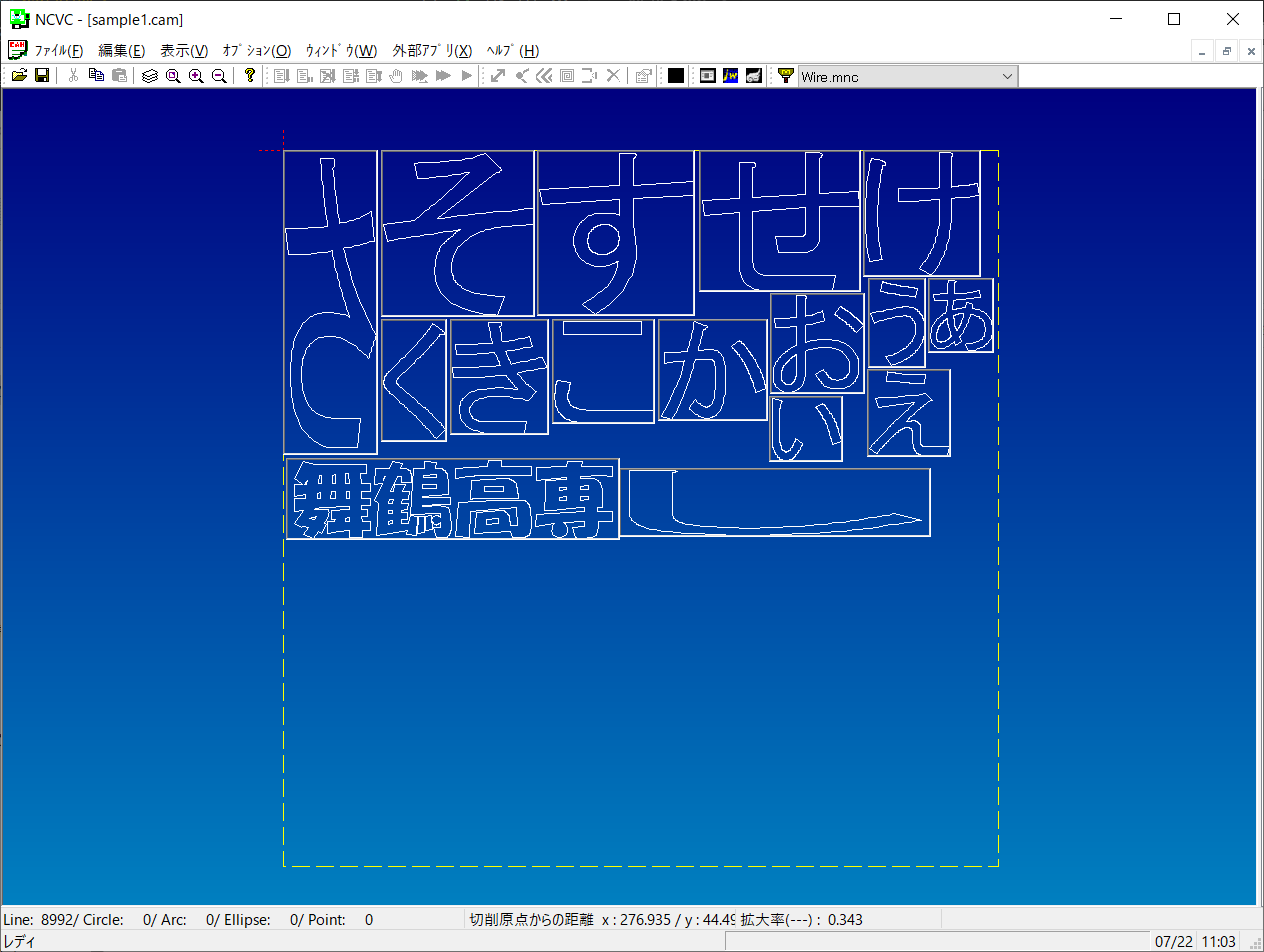 NCVC - [sample1.cam]
ファイル(F) 編集(E) 表示(V) オプション(O) ウィンドウ(W) 外部アプリ(X) ヘルプ(H)
Wire.mnc
さ そ す せ け
く き こ か お う あ
い え
舞鶴高専 し
Line: 8992/ Circle: 0/ Arc: 0/ Ellipse: 0/ Point: 0 切削原点からの距離 x : 276.935 / y : 44.49 拡大率(---) : 0.343
レディ 07/22 11:03